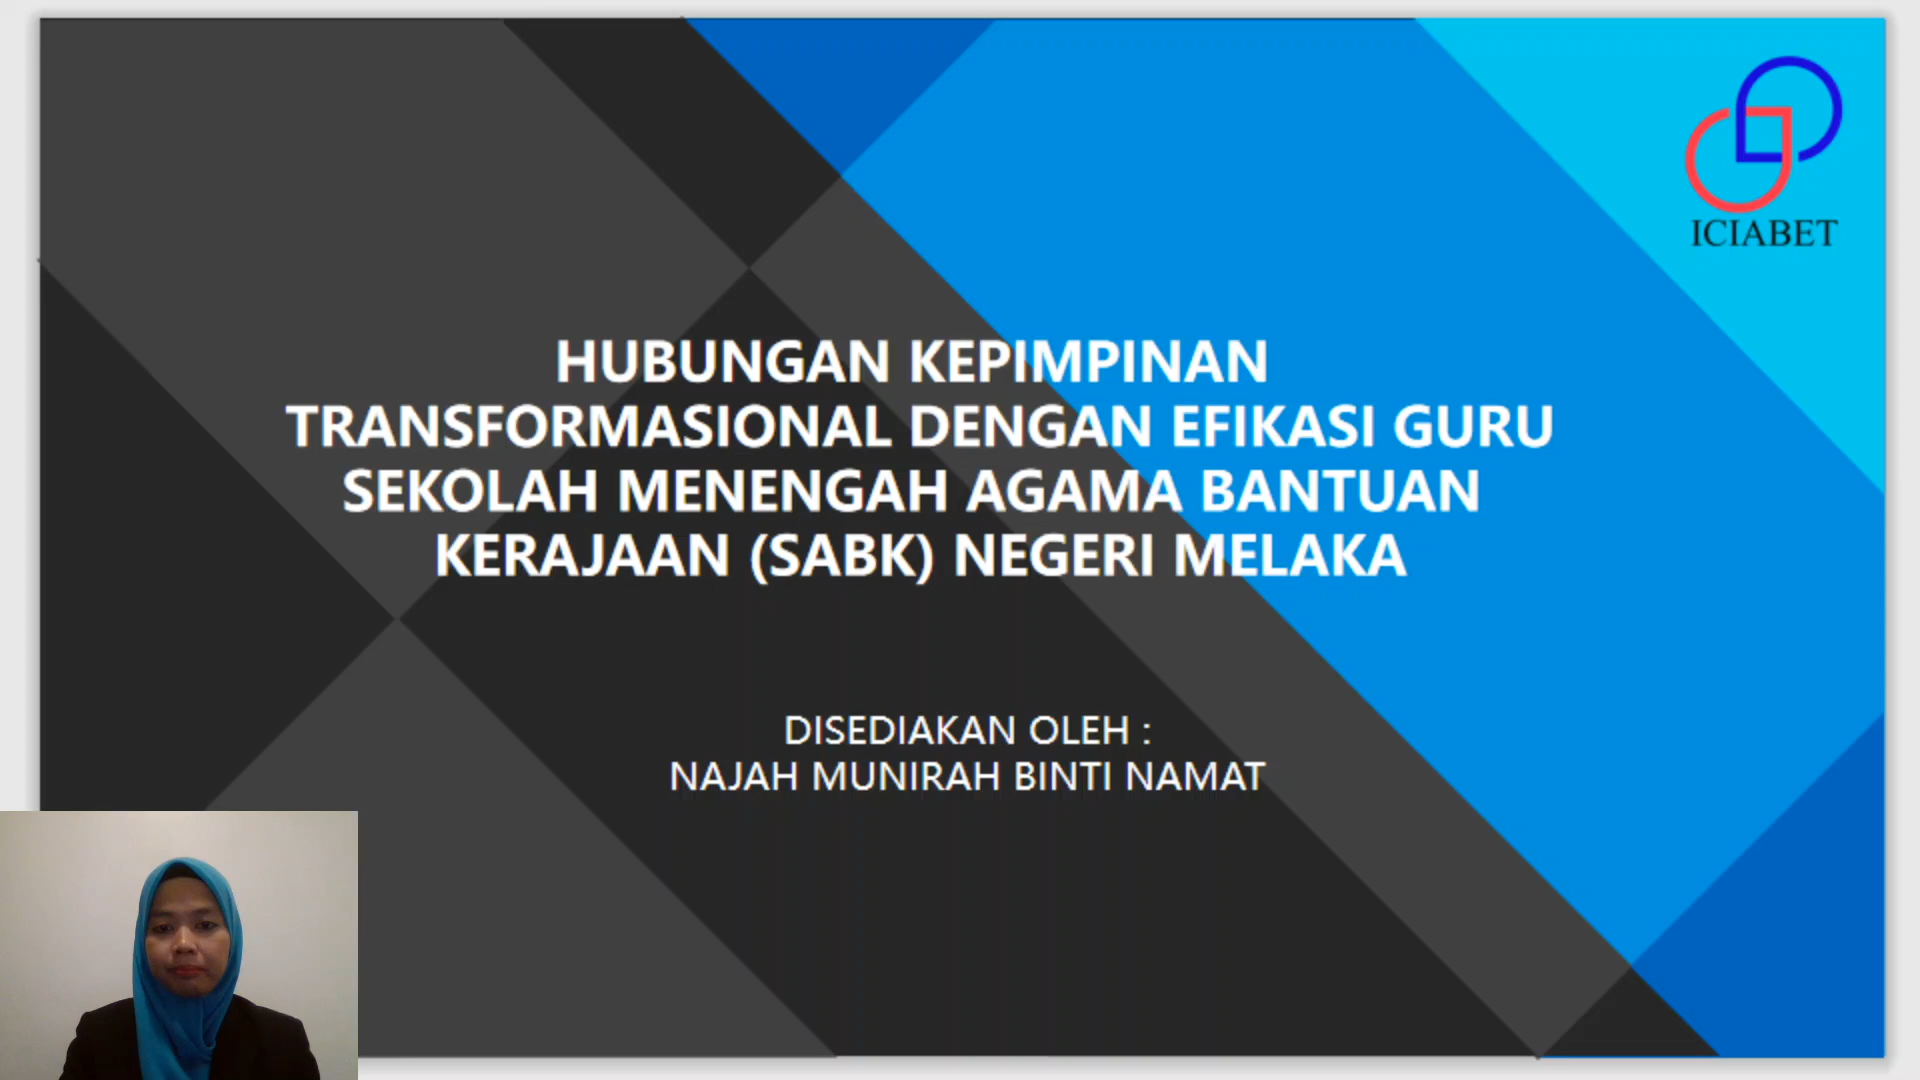 ICIABET
HUBUNGAN KEPIMPINAN
TRANSFORMASIONAL DENGAN EFIKASI GURU
SEKOLAH MENENGAH AGAMA BANTUAN
KERAJAAN (SABK) NEGERI MELAKA
DISEDIAKAN OLEH :
NAJAH MUNIRAH BINTI NAMAT